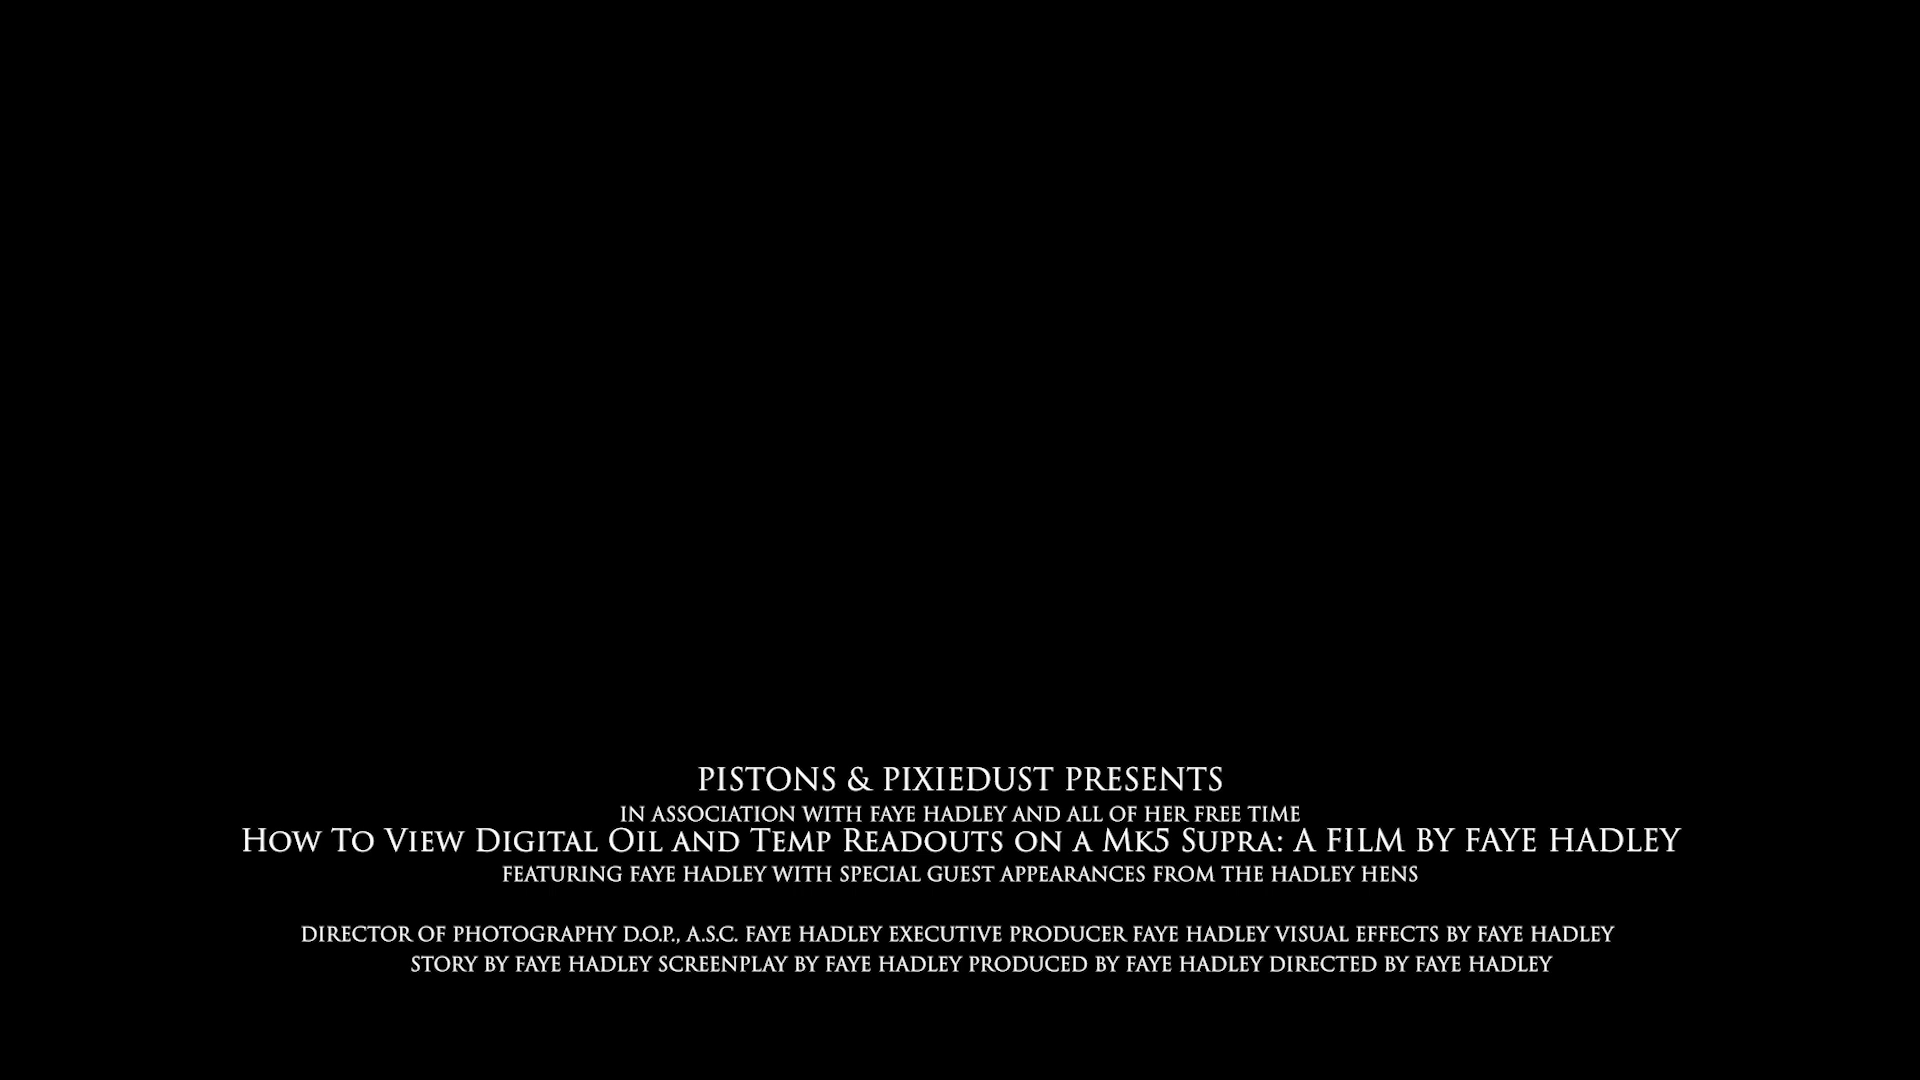 PISTONS & PIXIEDUST PRESENTS
IN ASSOCIATION WITH FAYE HADLEY AND ALL OF HER FREE TIME
How To View Digital Oil and Temp Readouts on a Mk5 Supra: A FILM BY FAYE HADLEY
FEATURING FAYE HADLEY WITH SPECIAL GUEST APPEARANCES FROM THE HADLEY HENS
DIRECTOR OF PHOTOGRAPHY D.O.P., A.S.C. FAYE HADLEY EXECUTIVE PRODUCER FAYE HADLEY VISUAL EFFECTS BY FAYE HADLEY
STORY BY FAYE HADLEY SCREENPLAY BY FAYE HADLEY PRODUCED BY FAYE HADLEY DIRECTED BY FAYE HADLEY